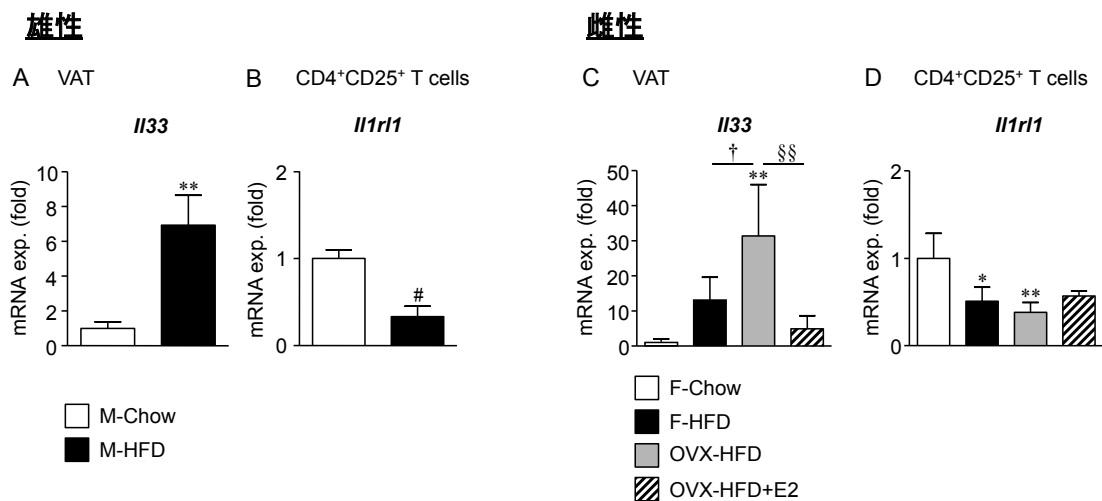 雄性
A VAT
Il33
mRNA exp. (fold)
10
8
6
4
2
0
**
B CD4+CD25+ T cells
Il1rl1
mRNA exp. (fold)
2
1
0
#
M-Chow
M-HFD
雌性
C VAT
Il33
mRNA exp. (fold)
50
40
30
20
10
0
† §§
**
D CD4+CD25+ T cells
Il1rl1
mRNA exp. (fold)
2
1
0
*
**
F-Chow
F-HFD
OVX-HFD
OVX-HFD+E2